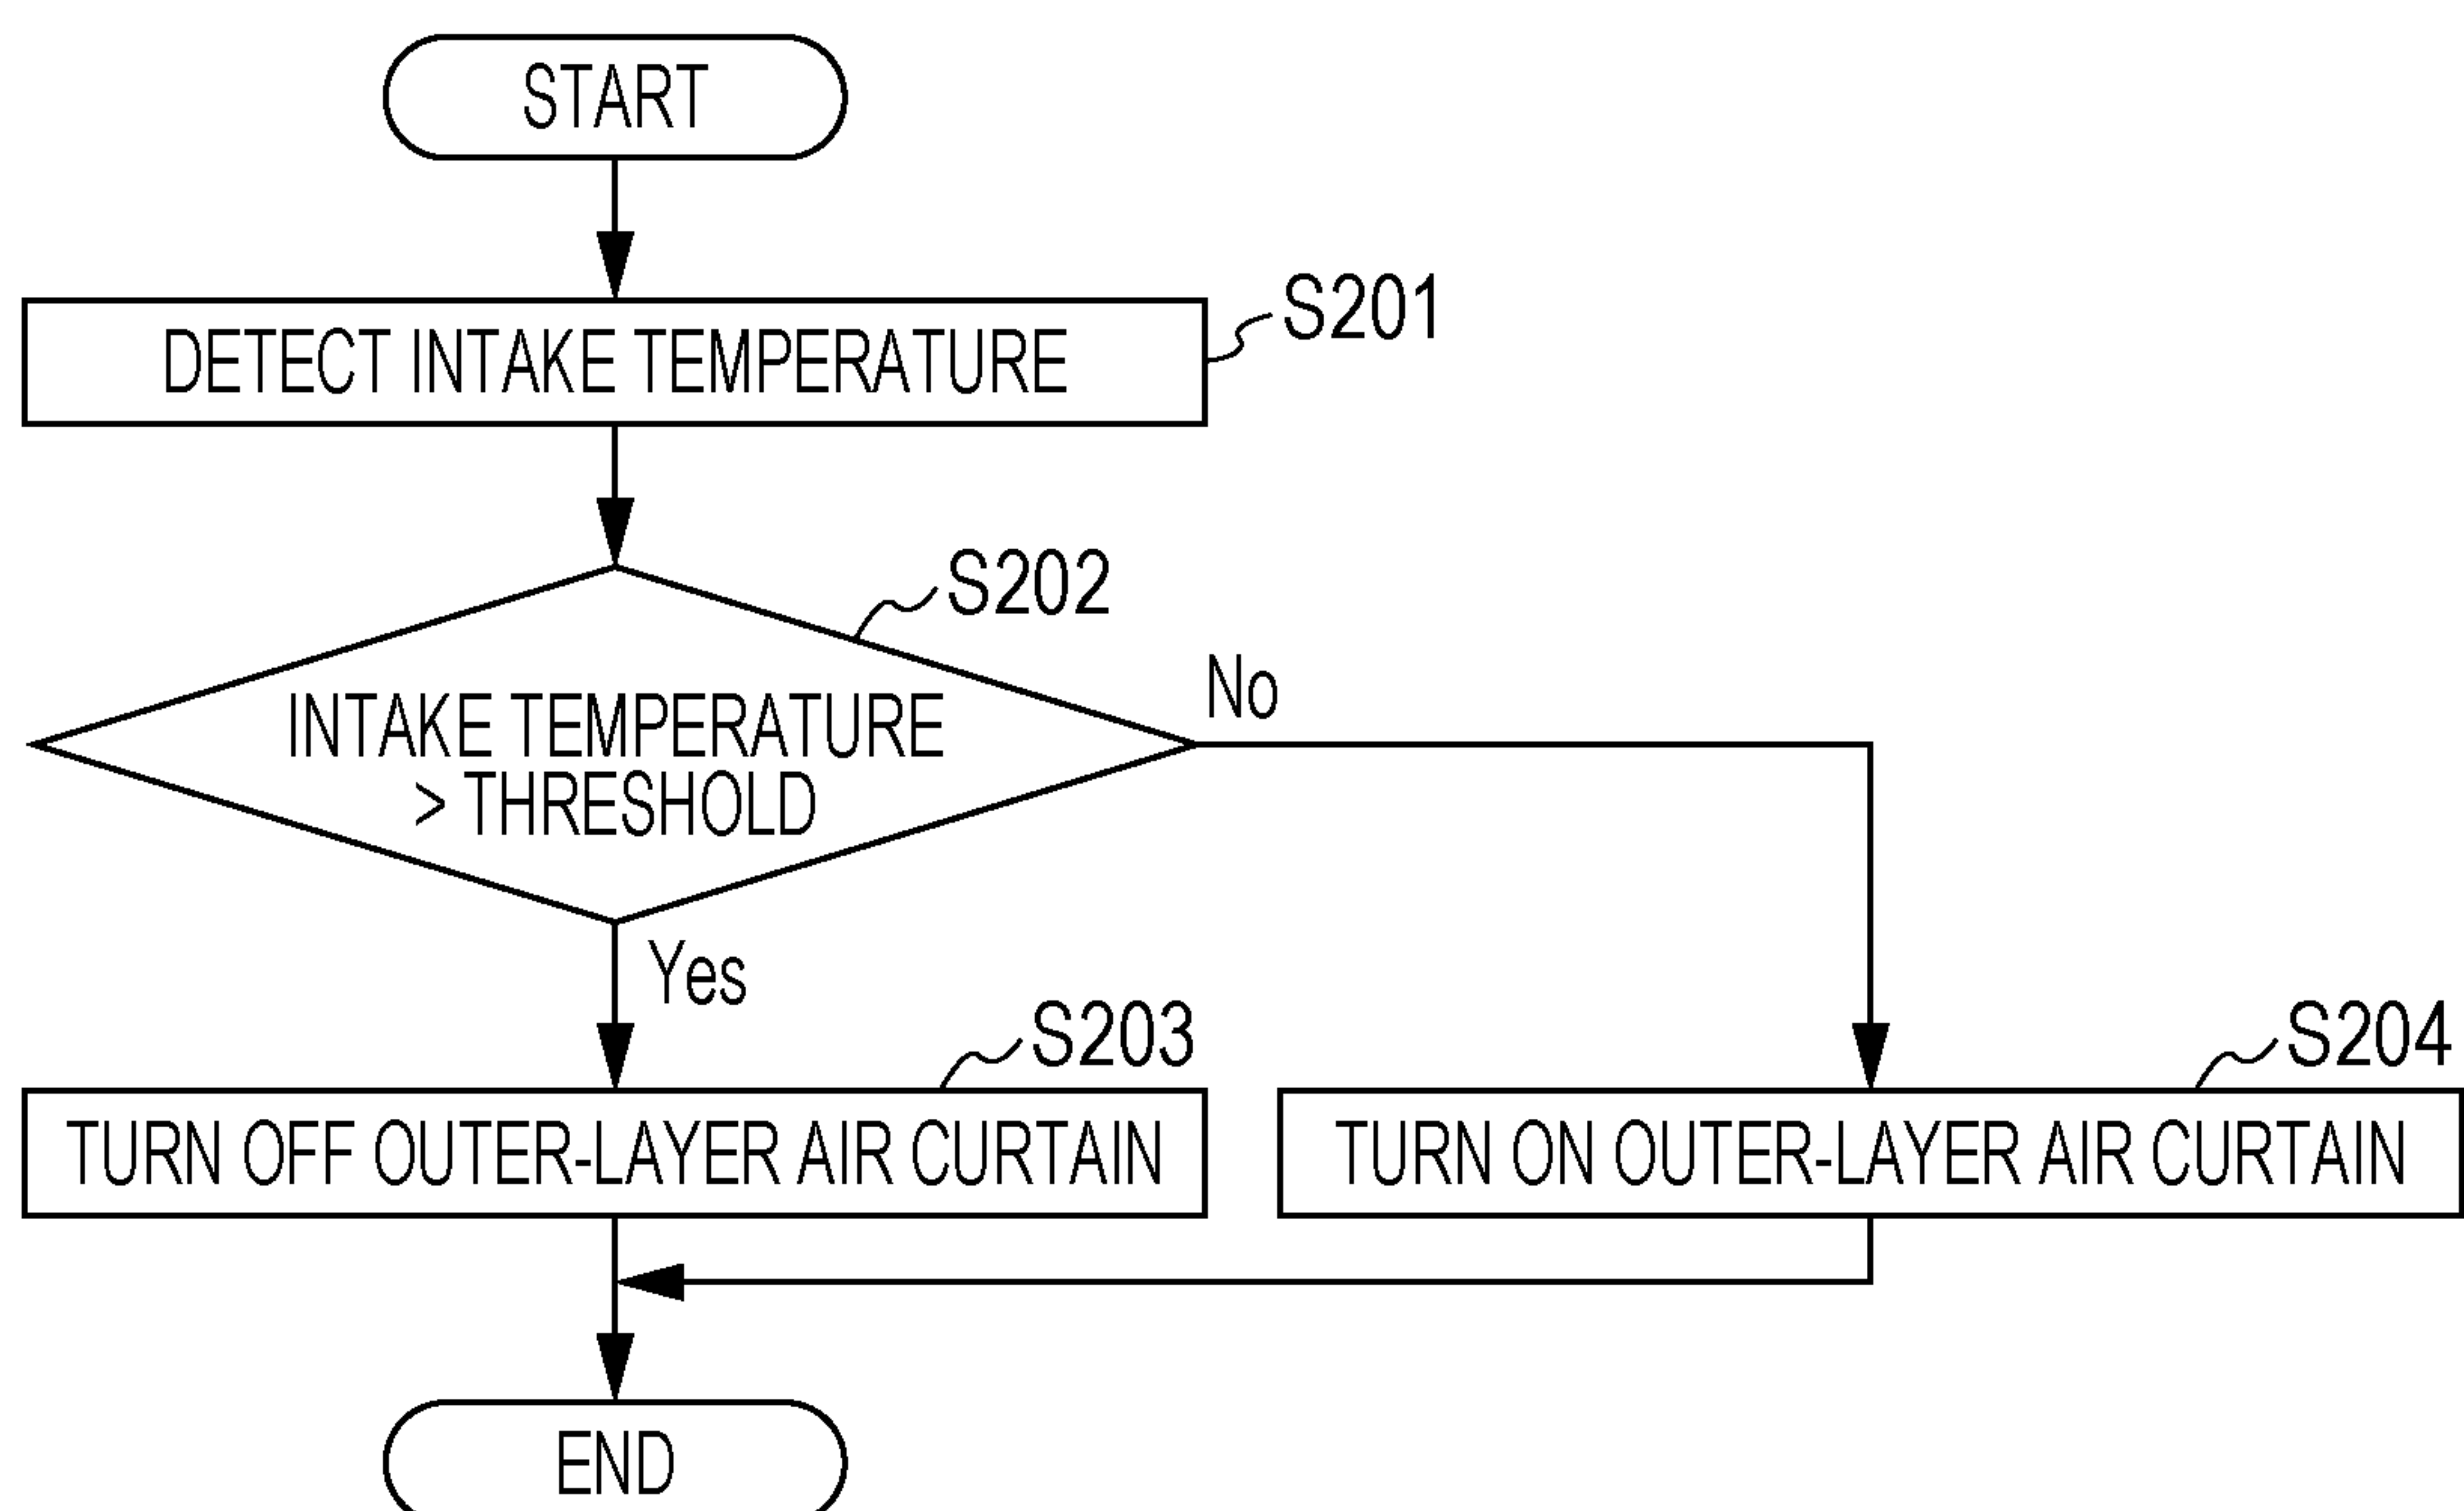 START
DETECT INTAKE TEMPERATURE
S201
S202
INTAKE TEMPERATURE
> THRESHOLD
No
Yes
S203
S204
TURN OFF OUTER-LAYER AIR CURTAIN
TURN ON OUTER-LAYER AIR CURTAIN
END